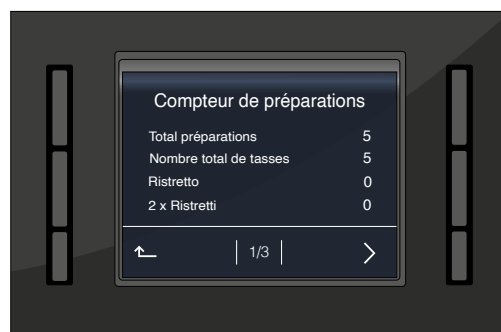 Compteur de préparations
Total préparations 5
Nombre total de tasses 5
Ristretto 0
2 x Ristretti 0
1/3